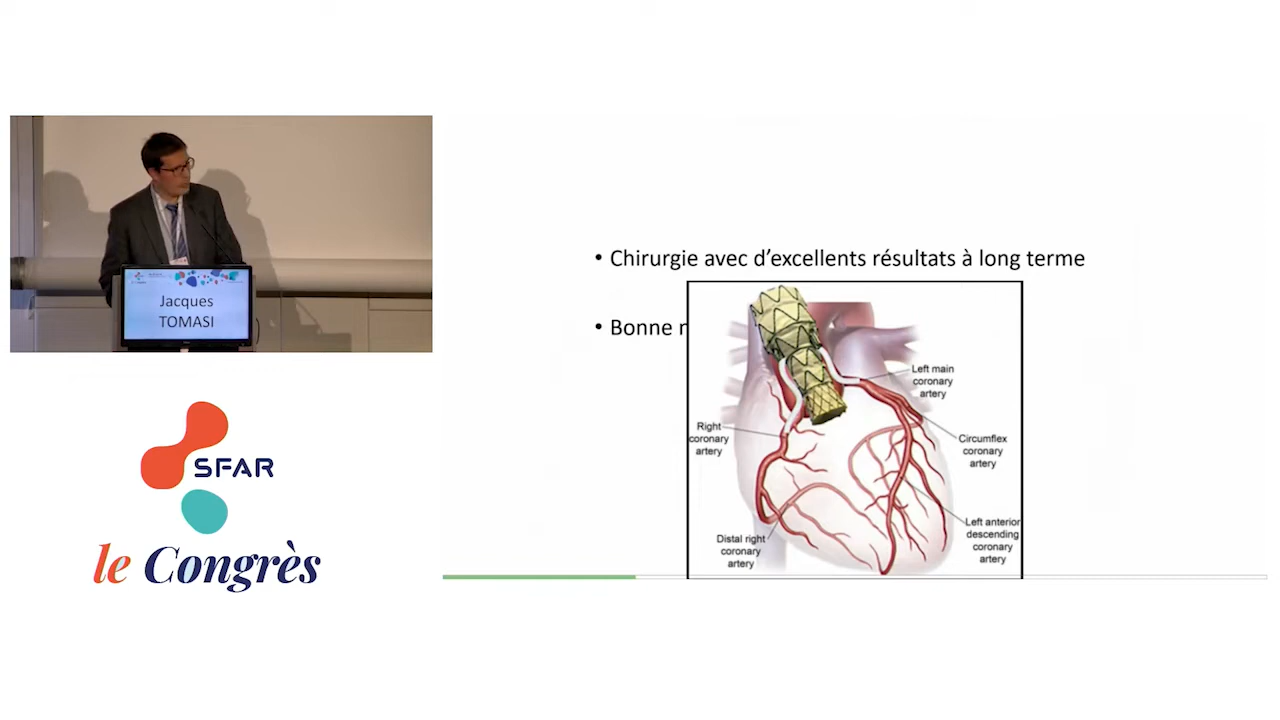 Jacques
TOMASI
SFAR
le Congrès
• Chirurgie avec d’excellents résultats à long terme
• Bonne
Left main
coronary
artery
Right
coronary
artery
Circumflex
coronary
artery
Left anterior
descending
coronary
artery
Distal right
coronary
artery